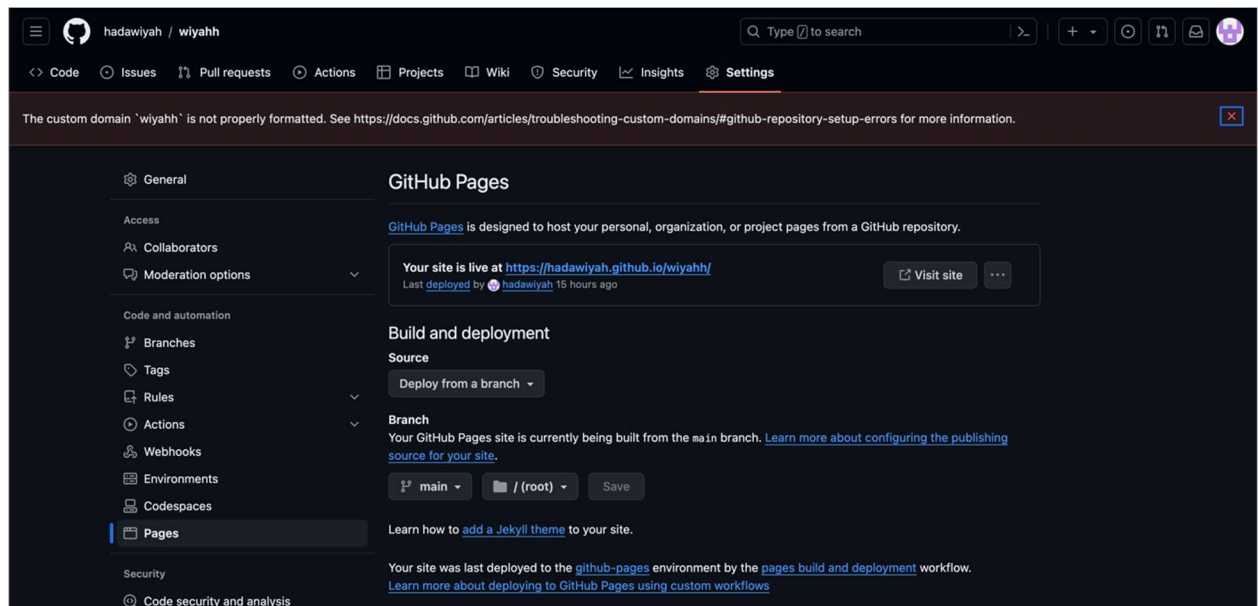 hadawiyah / wiyahh
Type / to search
Code
Issues
Pull requests
Actions
Projects
Wiki
Security
Insights
Settings
The custom domain `wiyahh` is not properly formatted. See https://docs.github.com/articles/troubleshooting-custom-domains/#github-repository-setup-errors for more information.
General
Access
Collaborators
Moderation options
Code and automation
Branches
Tags
Rules
Actions
Webhooks
Environments
Codespaces
Pages
Security
Code security and analysis
GitHub Pages
GitHub Pages is designed to host your personal, organization, or project pages from a GitHub repository.
Your site is live at https://hadawiyah.github.io/wiyahh/
Last deployed by hadawiyah 15 hours ago
Visit site
Build and deployment
Source
Deploy from a branch
Branch
Your GitHub Pages site is currently being built from the main branch. Learn more about configuring the publishing
source for your site.
main
/ (root)
Save
Learn how to add a Jekyll theme to your site.
Your site was last deployed to the github-pages environment by the pages build and deployment workflow.
Learn more about deploying to GitHub Pages using custom workflows